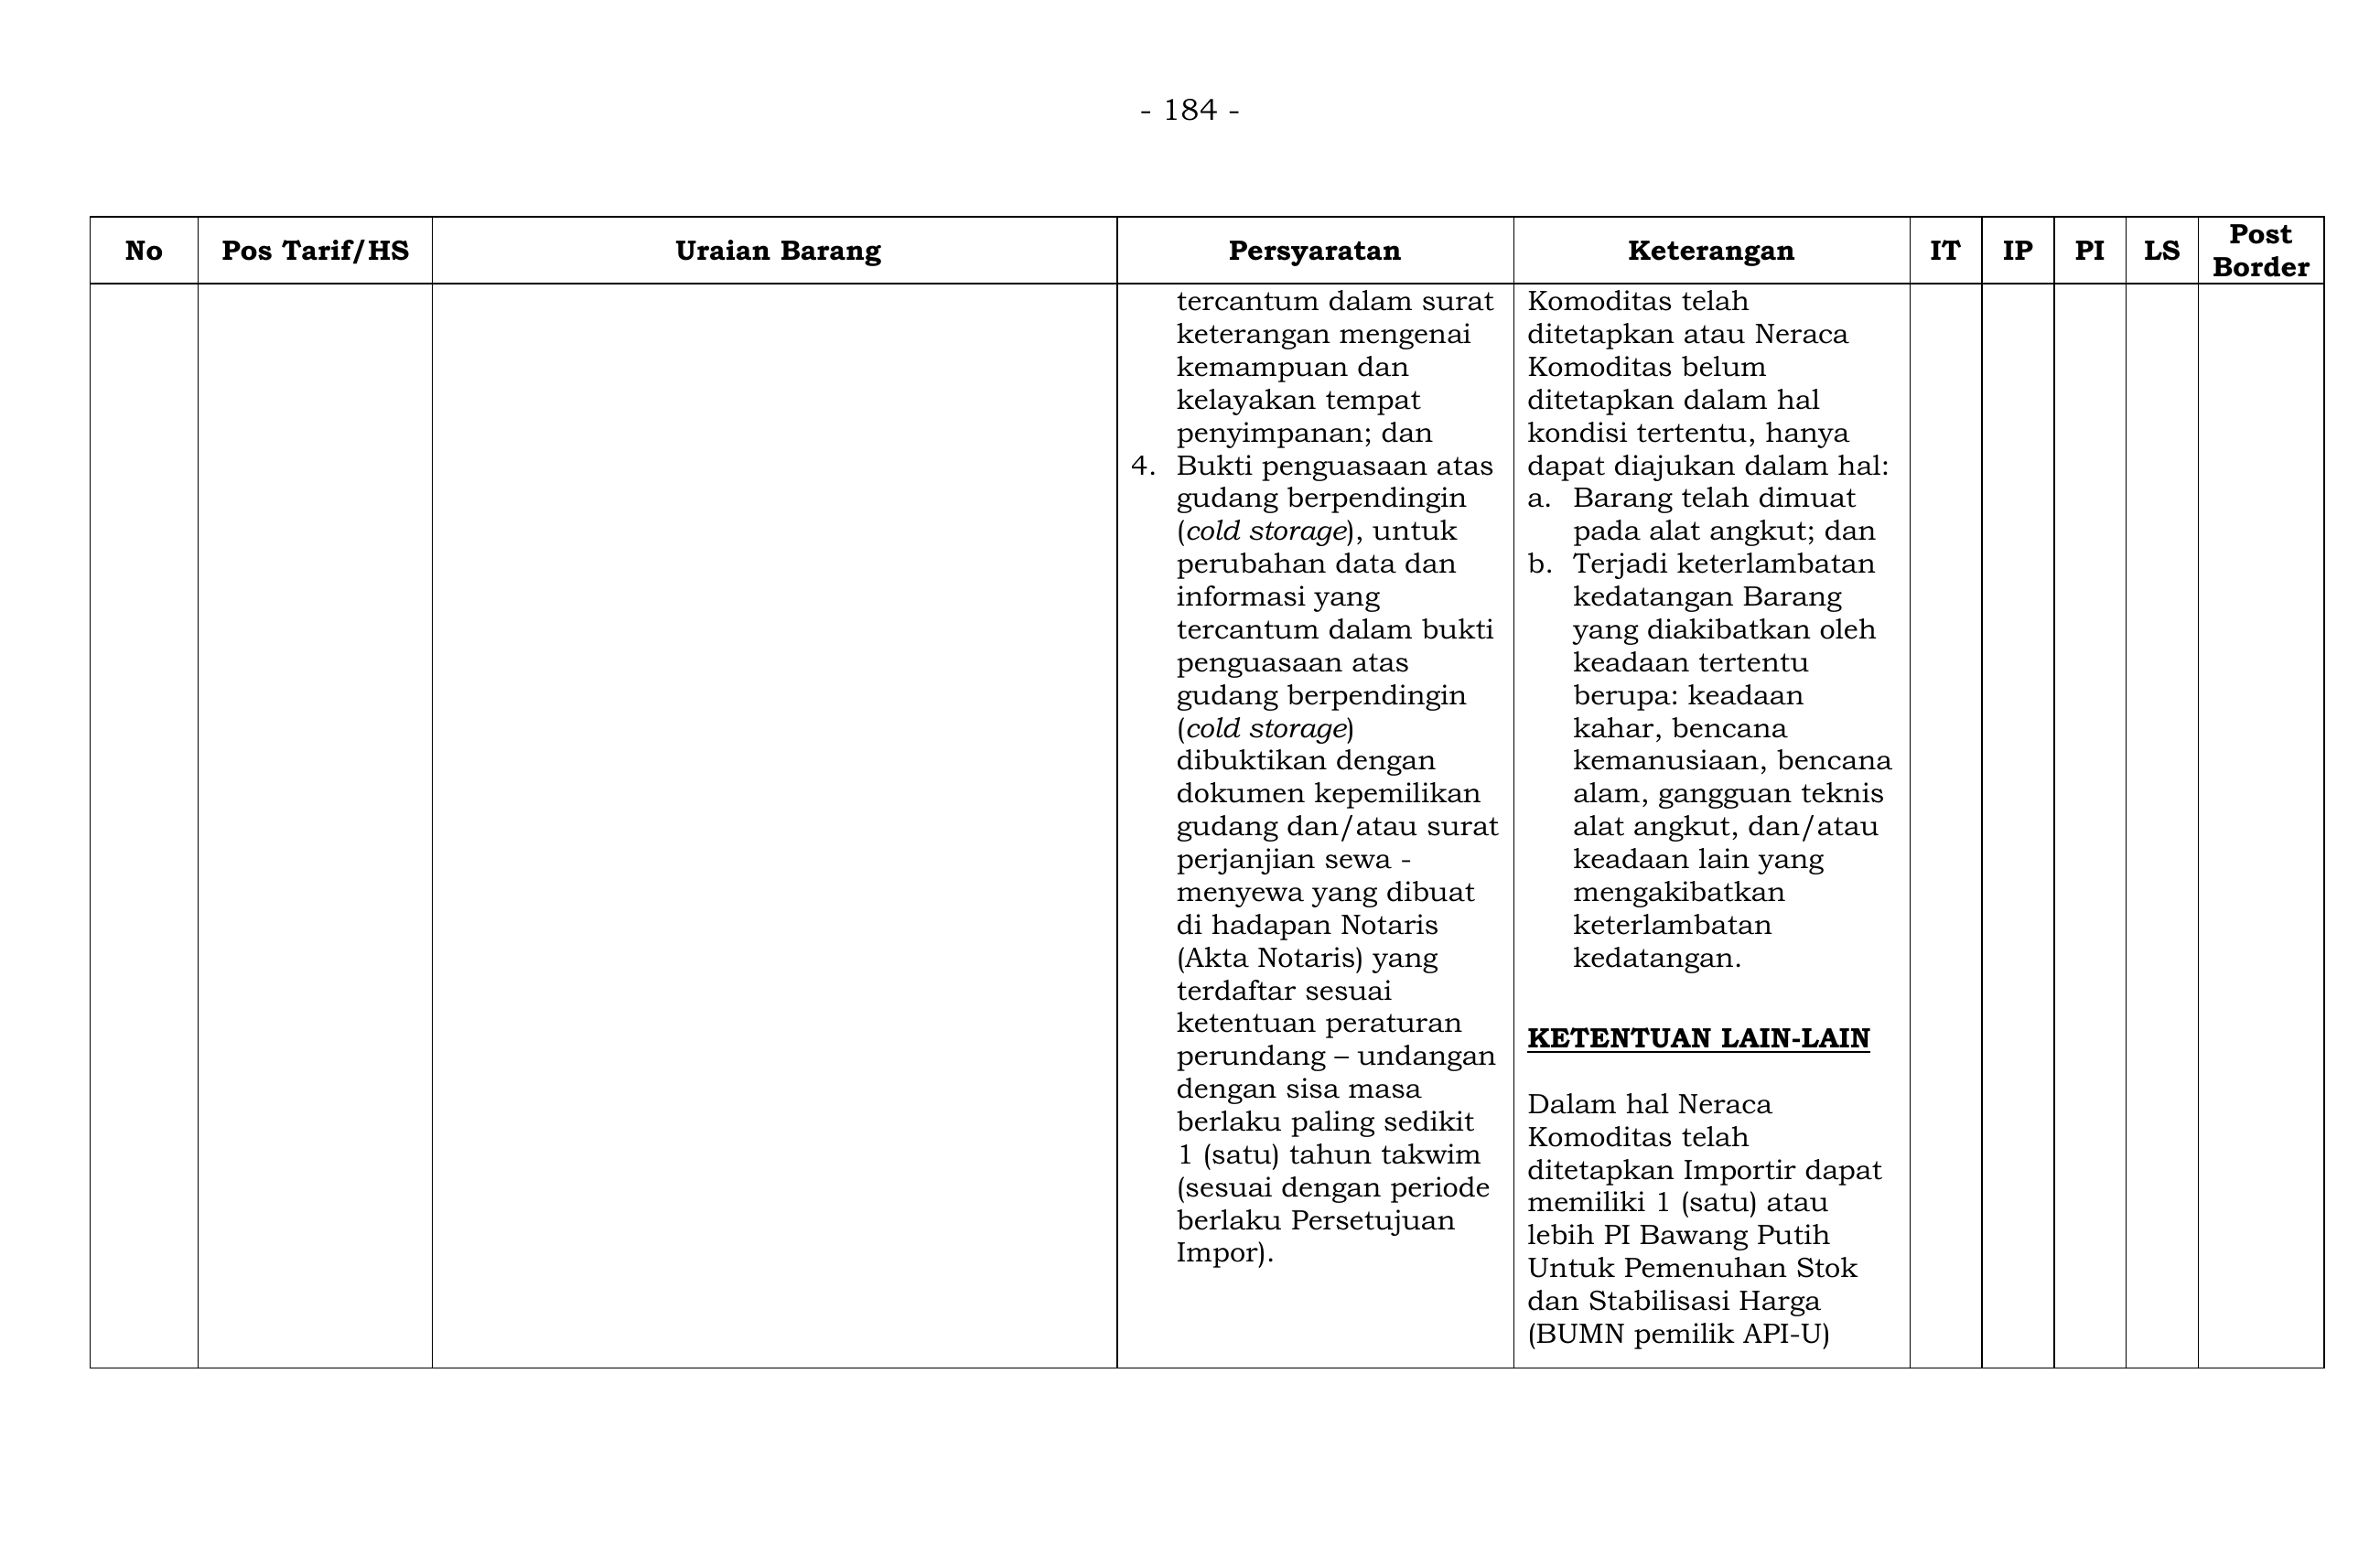 - 184 -
No
Pos Tarif/HS
Uraian Barang
Persyaratan
Keterangan
IT
IP
PI
LS
Post
Border
tercantum dalam surat
keterangan mengenai
kemampuan dan
kelayakan tempat
penyimpanan; dan
4. Bukti penguasaan atas
gudang berpendingin
(cold storage), untuk
perubahan data dan
informasi yang
tercantum dalam bukti
penguasaan atas
gudang berpendingin
(cold storage)
dibuktikan dengan
dokumen kepemilikan
gudang dan/atau surat
perjanjian sewa -
menyewa yang dibuat
di hadapan Notaris
(Akta Notaris) yang
terdaftar sesuai
ketentuan peraturan
perundang – undangan
dengan sisa masa
berlaku paling sedikit
1 (satu) tahun takwim
(sesuai dengan periode
berlaku Persetujuan
Impor).
Komoditas telah
ditetapkan atau Neraca
Komoditas belum
ditetapkan dalam hal
kondisi tertentu, hanya
dapat diajukan dalam hal:
a. Barang telah dimuat
pada alat angkut; dan
b. Terjadi keterlambatan
kedatangan Barang
yang diakibatkan oleh
keadaan tertentu
berupa: keadaan
kahar, bencana
kemanusiaan, bencana
alam, gangguan teknis
alat angkut, dan/atau
keadaan lain yang
mengakibatkan
keterlambatan
kedatangan.
KETENTUAN LAIN-LAIN
Dalam hal Neraca
Komoditas telah
ditetapkan Importir dapat
memiliki 1 (satu) atau
lebih PI Bawang Putih
Untuk Pemenuhan Stok
dan Stabilisasi Harga
(BUMN pemilik API-U)